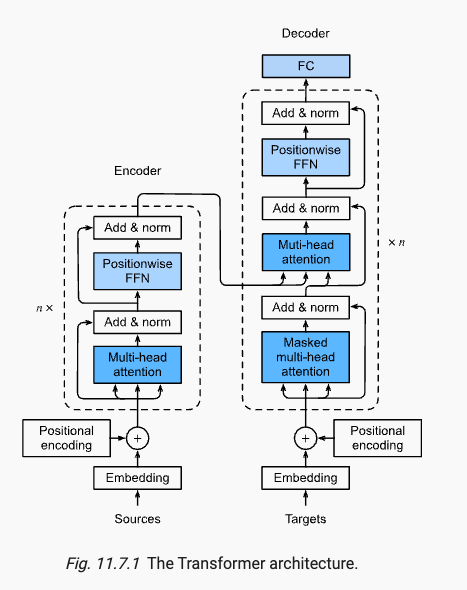 Decoder
FC
Add & norm
Positionwise
FFN
Encoder
Add & norm
Add & norm
Muti-head
attention
× n
Positionwise
FFN
n ×
Add & norm
Add & norm
Multi-head
attention
Masked
multi-head
attention
Positional
encoding
+
+
Positional
encoding
Embedding
Embedding
Sources
Targets
Fig. 11.7.1 The Transformer architecture.